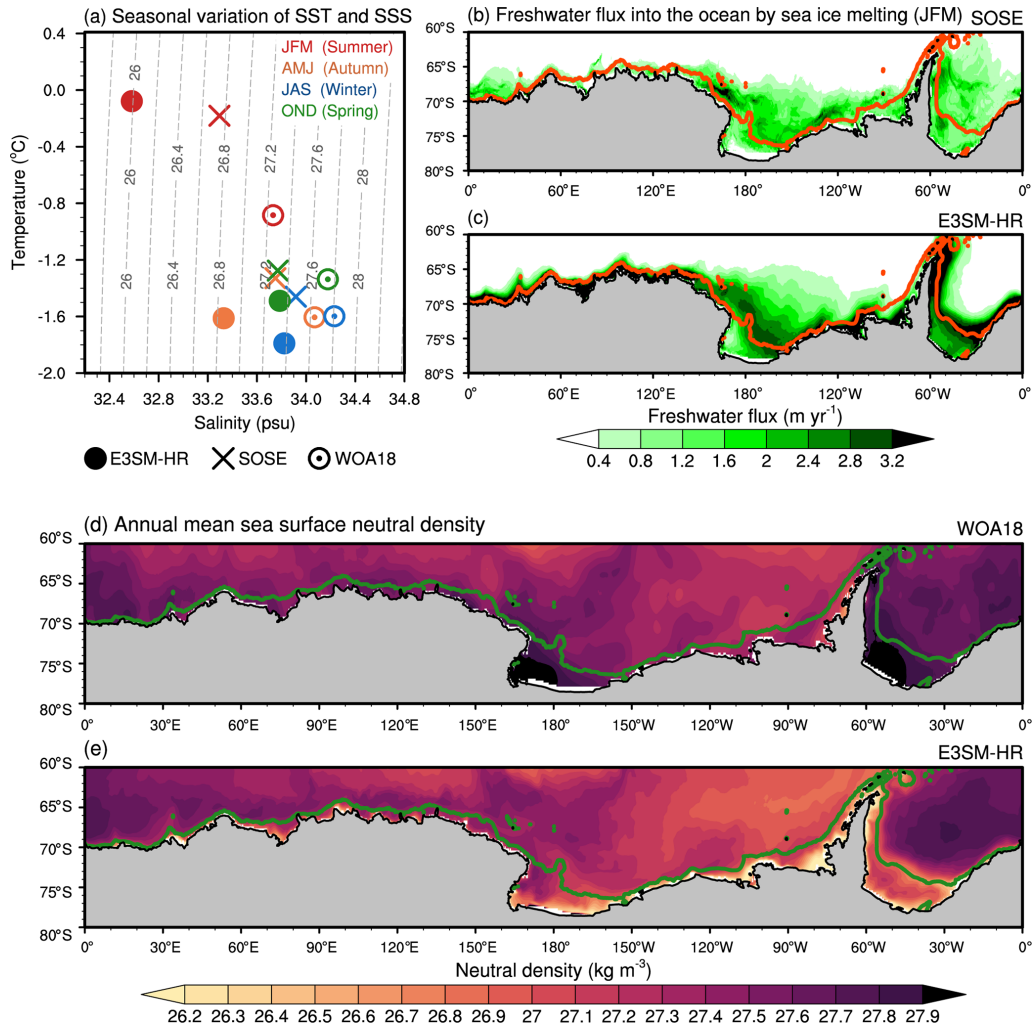 (a) Seasonal variation of SST and SSS
0.4
0.0
-0.4
-0.8
-1.2
-1.6
-2.0
Temperature (°C)
JFM (Summer)
AMJ (Autumn)
JAS (Winter)
OND (Spring)
26
26 26.4 26.8 27.2 27.6 28
26 26.4 26.8 27.2 27.6 28
32.4 32.8 33.2 33.6 34.0 34.4 34.8
Salinity (psu)
E3SM-HR SOSE WOA18
(b) Freshwater flux into the ocean by sea ice melting (JFM) SOSE
60°S
65°S
70°S
75°S
80°S
0° 60°E 120°E 180° 120°W 60°W 0°
(c) E3SM-HR
60°S
65°S
70°S
75°S
80°S
0° 60°E 120°E 180° 120°W 60°W 0°
Freshwater flux (m yr-1)
0.4 0.8 1.2 1.6 2 2.4 2.8 3.2
(d) Annual mean sea surface neutral density WOA18
60°S
65°S
70°S
75°S
80°S
0° 30°E 60°E 90°E 120°E 150°E 180° 150°W 120°W 90°W 60°W 30°W 0°
(e) E3SM-HR
60°S
65°S
70°S
75°S
80°S
0° 30°E 60°E 90°E 120°E 150°E 180° 150°W 120°W 90°W 60°W 30°W 0°
Neutral density (kg m-3)
26.2 26.3 26.4 26.5 26.6 26.7 26.8 26.9 27 27.1 27.2 27.3 27.4 27.5 27.6 27.7 27.8 27.9